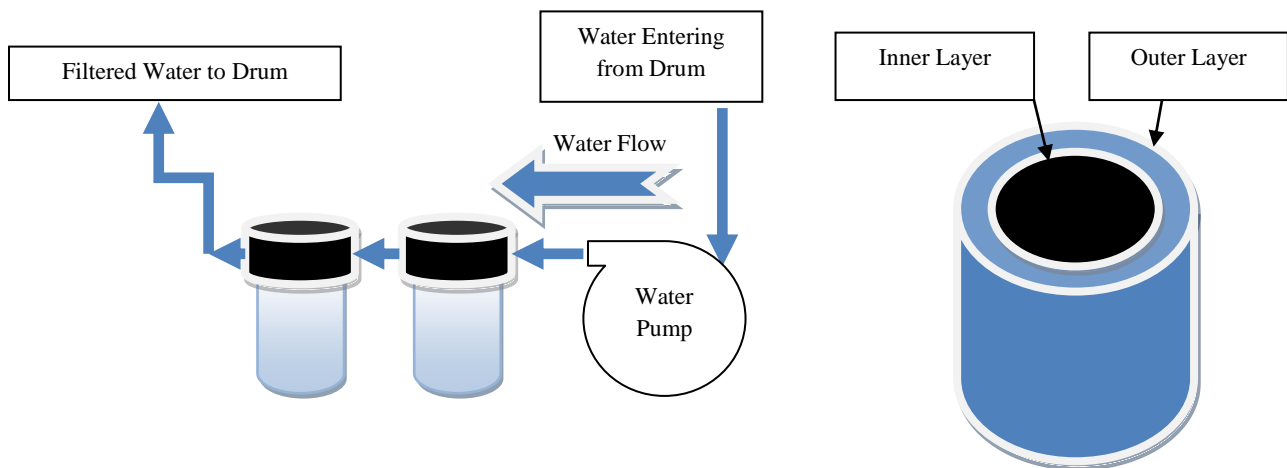 Filtered Water to Drum
Water Entering
from Drum
Water Flow
Water
Pump
Inner Layer
Outer Layer